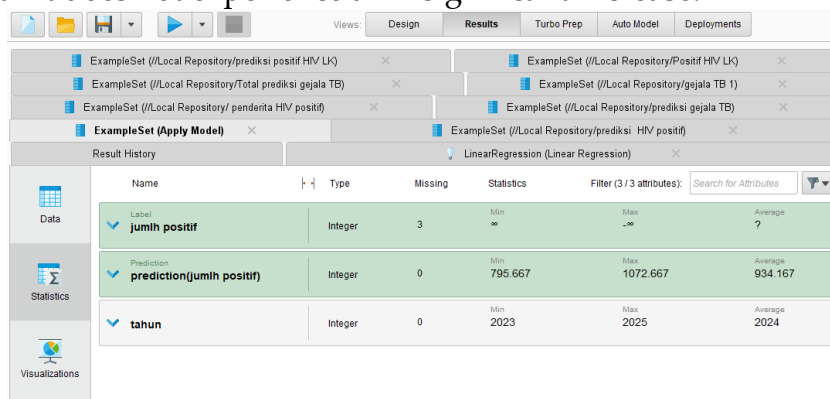 Views: Design Results Turbo Prep Auto Model Deployments
ExampleSet (//Local Repository/prediksi positif HIV LK) ExampleSet (//Local Repository/Positif HIV LK)
ExampleSet (//Local Repository/Total prediksi gejala TB) ExampleSet (//Local Repository/gejala TB 1)
ExampleSet (//Local Repository/ penderita HIV positif) ExampleSet (//Local Repository/prediksi gejala TB)
ExampleSet (Apply Model) ExampleSet (//Local Repository/prediksi HIV positif)
Result History LinearRegression (Linear Regression)
Name Type Missing Statistics Filter (3 / 3 attributes): Search for Attributes
Data
Label Min Max Average
jumlh positif Integer 3 ∞ -∞ ?
Prediction Min Max Average
prediction(jumlh positif) Integer 0 795.667 1072.667 934.167
Statistics
Min Max Average
tahun Integer 0 2023 2025 2024
Visualizations